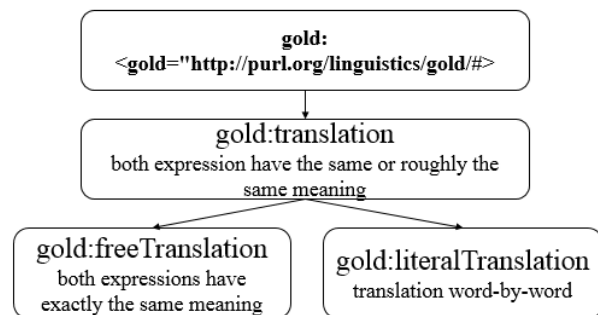 gold:
<gold="http://purl.org/linguistics/gold/#>
gold:translation
both expression have the same or roughly the
same meaning
gold:freeTranslation
both expressions have
exactly the same meaning
gold:literalTranslation
translation word-by-word